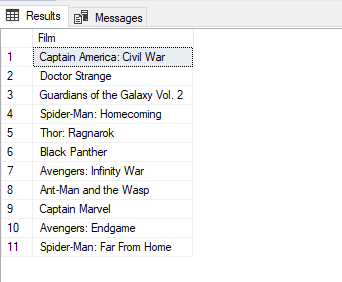 Results Messages
Film
1 Captain America: Civil War
2 Doctor Strange
3 Guardians of the Galaxy Vol. 2
4 Spider-Man: Homecoming
5 Thor: Ragnarok
6 Black Panther
7 Avengers: Infinity War
8 Ant-Man and the Wasp
9 Captain Marvel
10 Avengers: Endgame
11 Spider-Man: Far From Home